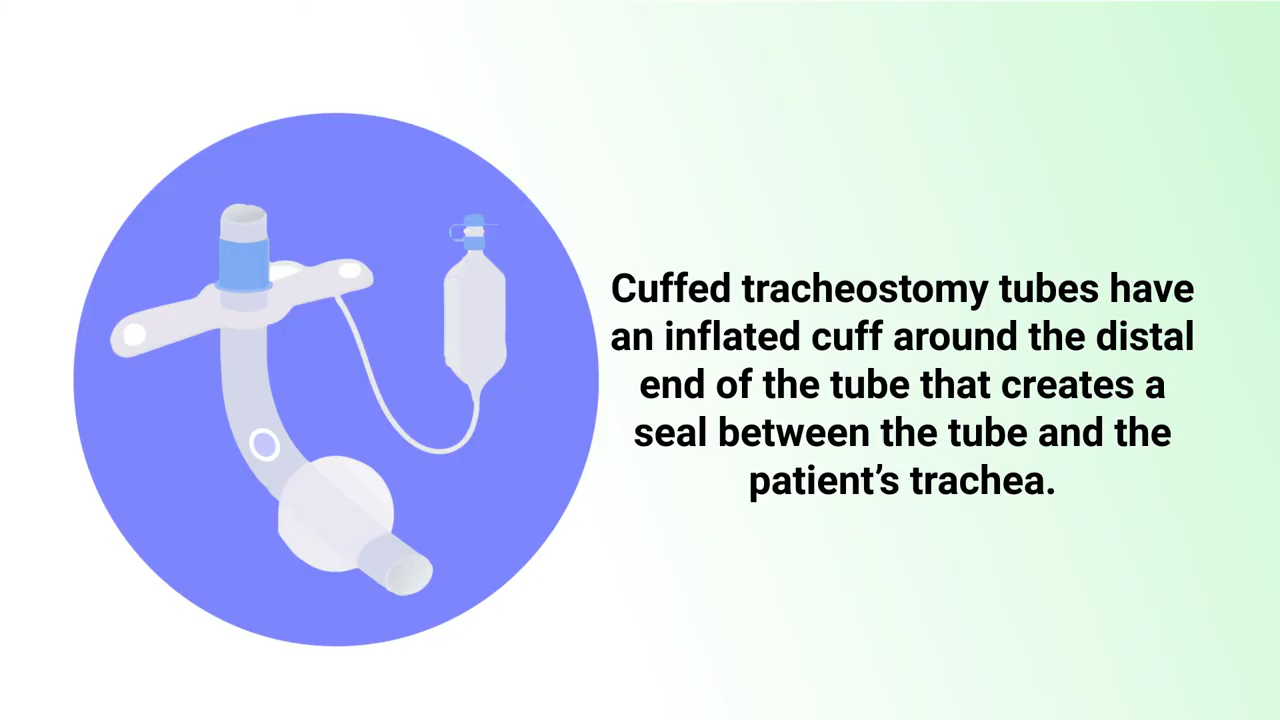 Cuffed tracheostomy tubes have
an inflated cuff around the distal
end of the tube that creates a
seal between the tube and the
patient’s trachea.